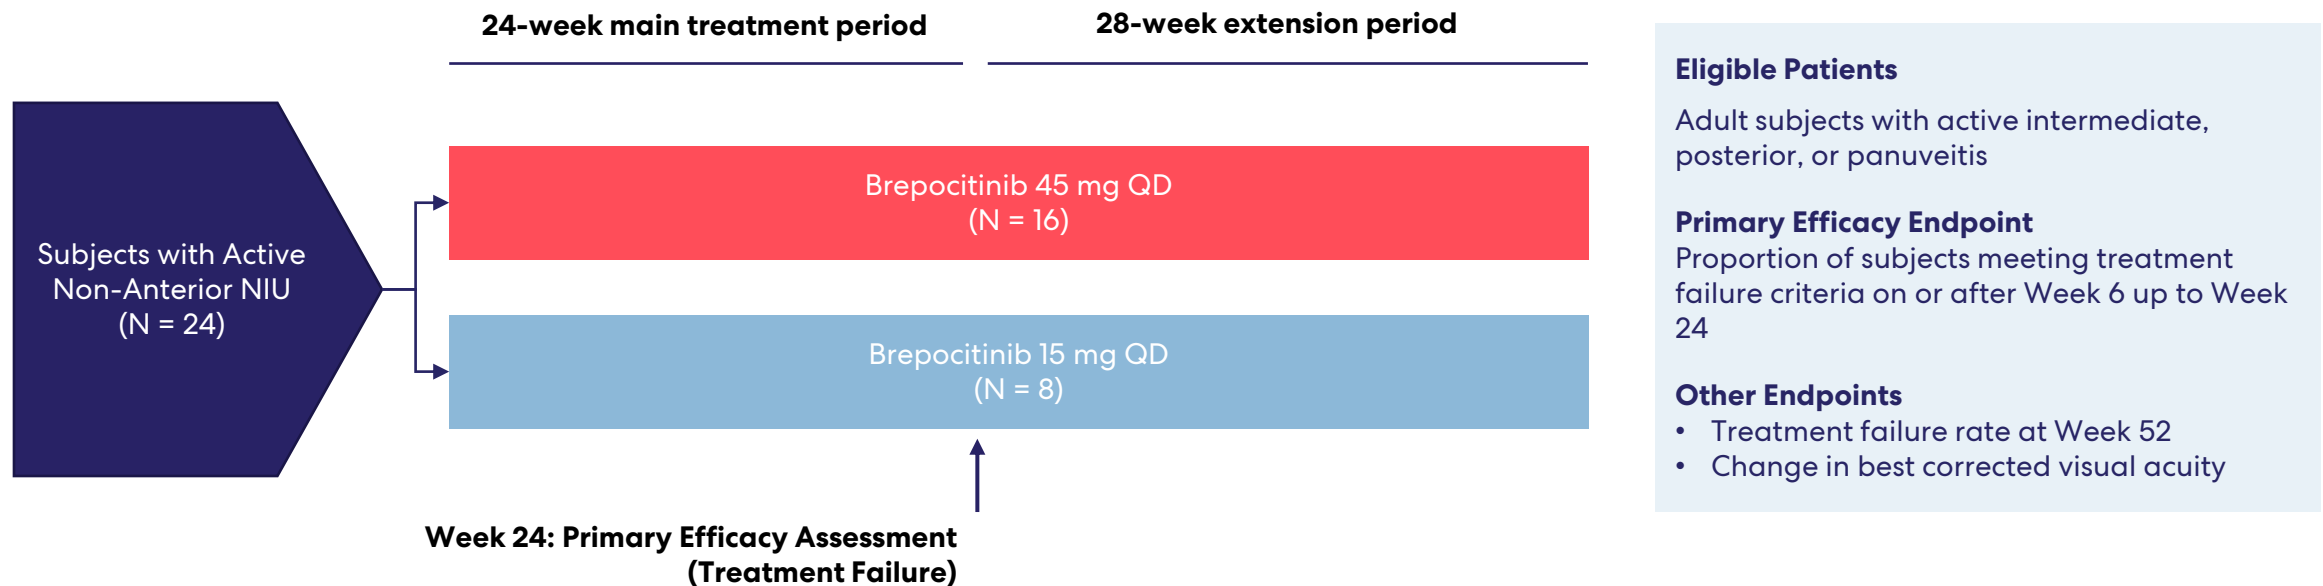 24-week main treatment period
28-week extension period
Subjects with Active
Non-Anterior NIU
(N = 24)
Brepocitinib 45 mg QD
(N = 16)
Brepocitinib 15 mg QD
(N = 8)
Week 24: Primary Efficacy Assessment
(Treatment Failure)
Eligible Patients
Adult subjects with active intermediate,
posterior, or panuveitis
Primary Efficacy Endpoint
Proportion of subjects meeting treatment
failure criteria on or after Week 6 up to Week
24
Other Endpoints
• Treatment failure rate at Week 52
• Change in best corrected visual acuity